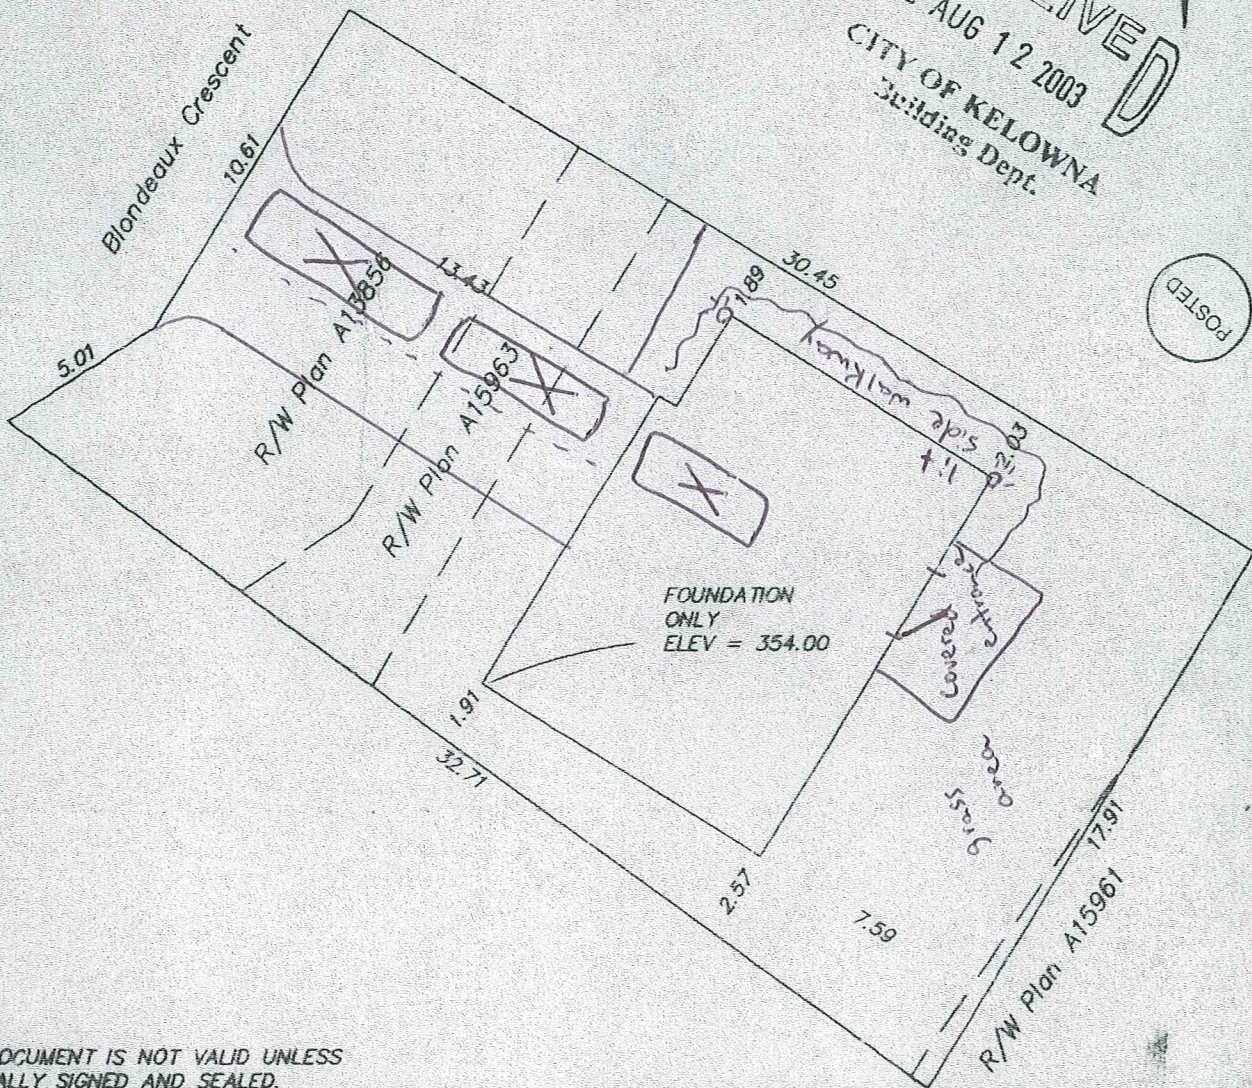 AUG 12 2003
CITY OF KELOWNA
Building Dept.
POSTED
Blondeaux Crescent
10.61
5.01
13.43
R/W Plan A13856
R/W Plan A15963
1.89
30.45
lit
side walkway
2.03
FOUNDATION
ONLY
ELEV = 354.00
Covered
entrance
grass
area
1.91
32.71
2.57
7.59
17.91
R/W Plan A15961
OCUMENT IS NOT VALID UNLESS
ALLY SIGNED AND SEALED.